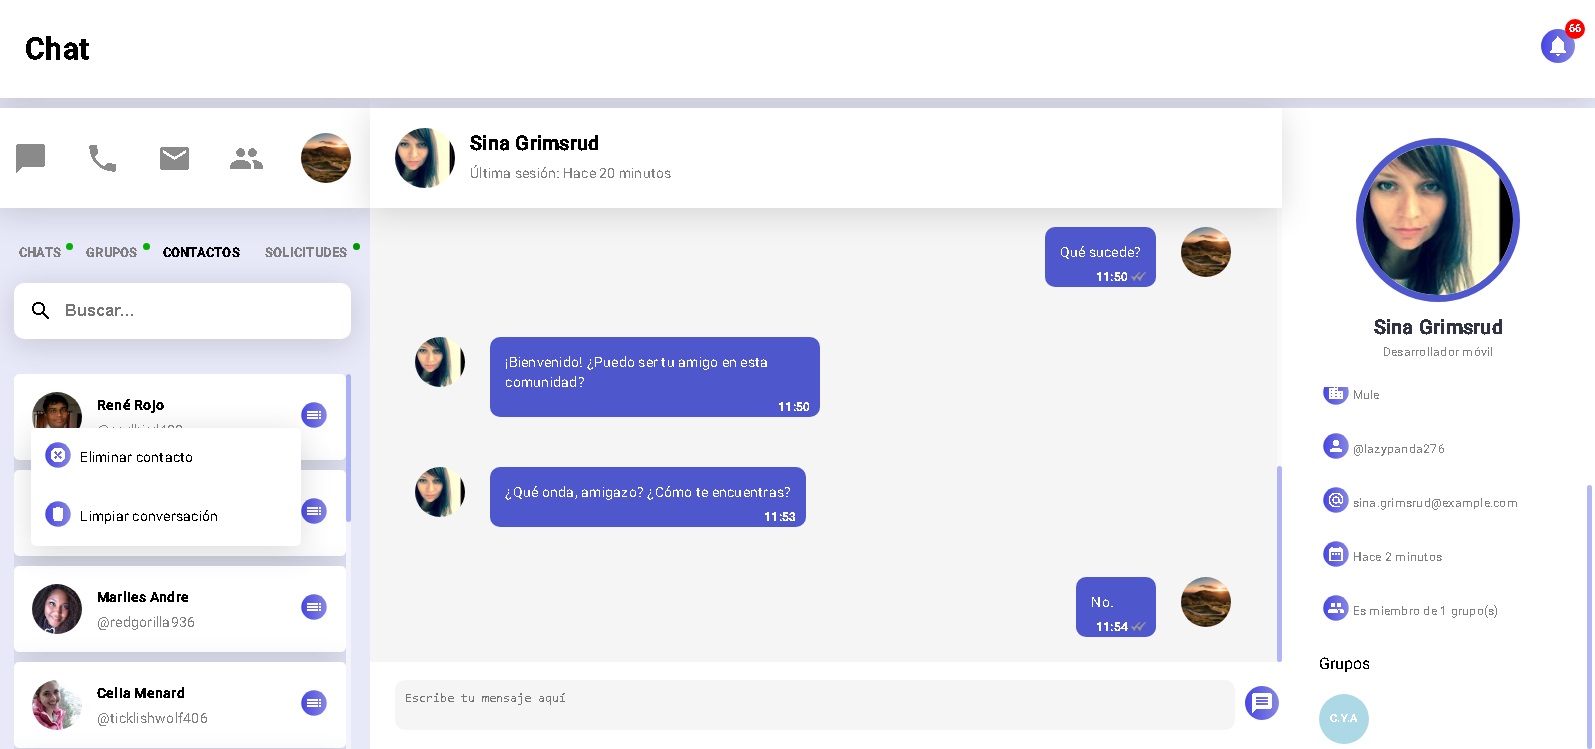 Chat
66
Sina Grimsrud
Última sesión: Hace 20 minutos
CHATS
GRUPOS
CONTACTOS
SOLICITUDES
Buscar...
René Rojo
Eliminar contacto
Limpiar conversación
Marlies Andre
@redgorilla936
Celia Menard
@ticklishwolf406
Qué sucede?
11:50
¡Bienvenido! ¿Puedo ser tu amigo en esta
comunidad?
11:50
¿Qué onda, amigazo? ¿Cómo te encuentras?
11:53
No.
11:54
Escribe tu mensaje aquí
Sina Grimsrud
Desarrollador móvil
Mule
@lazypanda276
sina.grimsrud@example.com
Hace 2 minutos
Es miembro de 1 grupo(s)
Grupos
C.Y.A